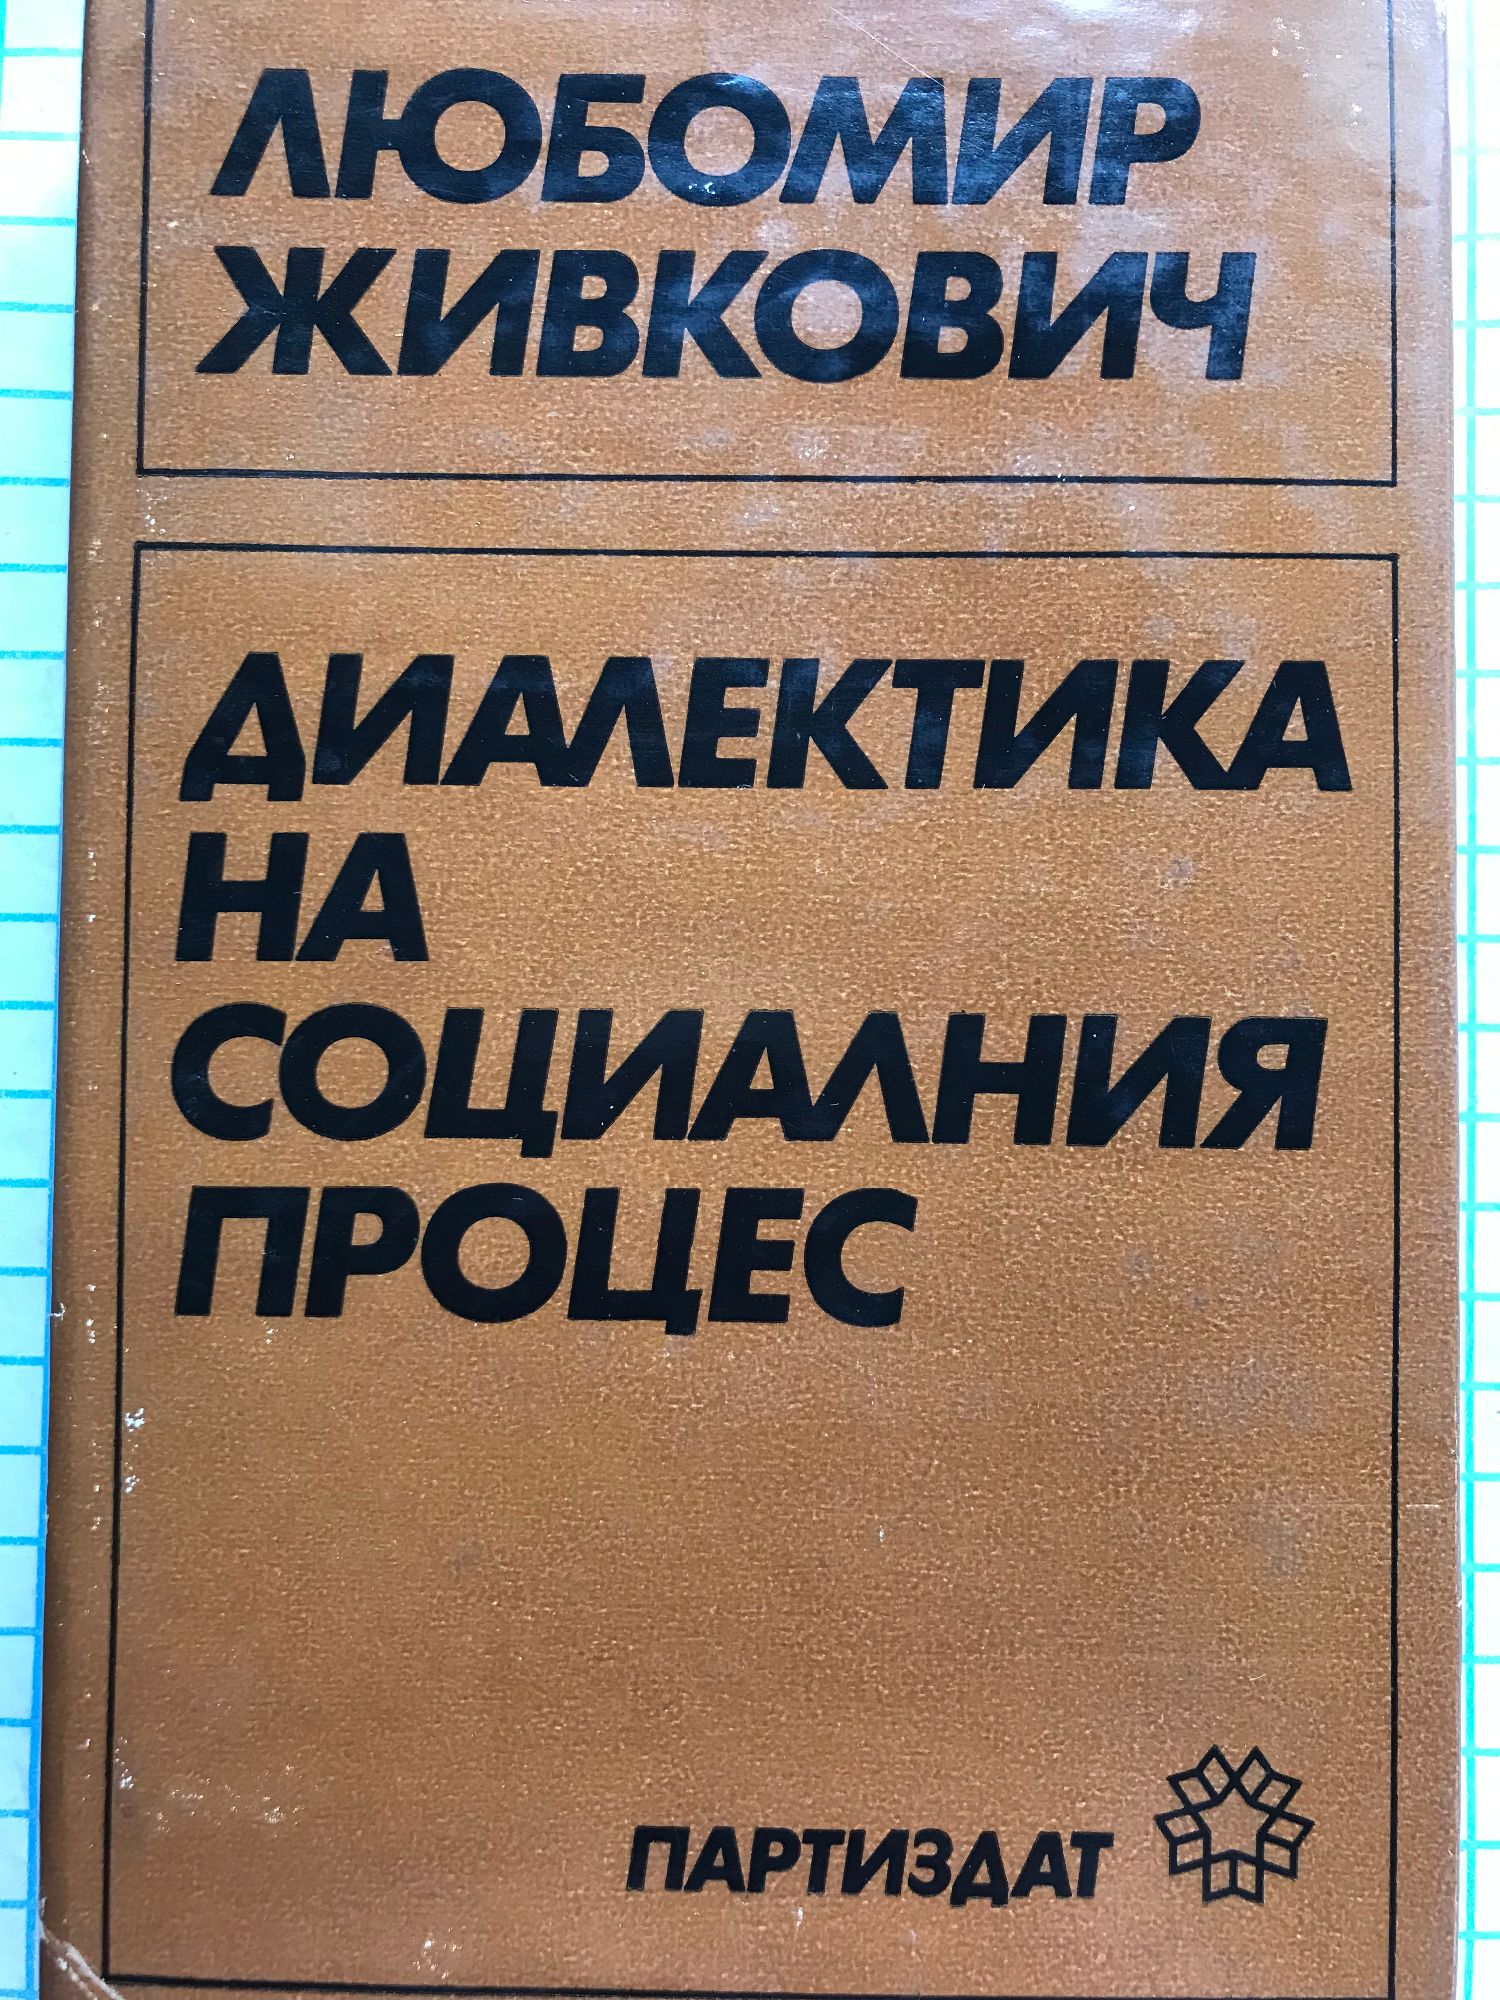 ЛЮБОМИР
ЖИВКОВИЧ
ДИАЛЕКТИКА
НА
СОЦИАЛНИЯ
ПРОЦЕС
ПАРТИЗДАТ